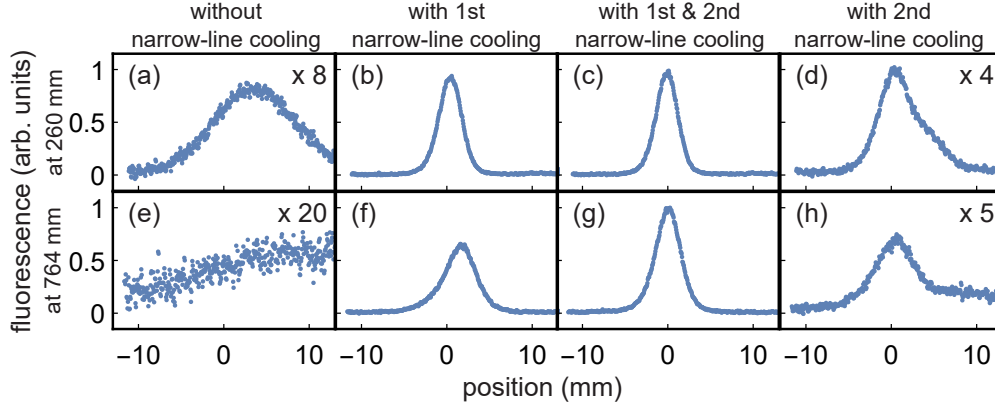 without
narrow-line cooling
with 1st
narrow-line cooling
with 1st & 2nd
narrow-line cooling
with 2nd
narrow-line cooling
fluorescence (arb. units)
at 260 mm
at 764 mm
1
0.5
0
(a) x 8
(b)
(c)
(d) x 4
1
0.5
0
(e) x 20
(f)
(g)
(h) x 5
−10 0 10
−10 0 10
−10 0 10
−10 0 10
position (mm)